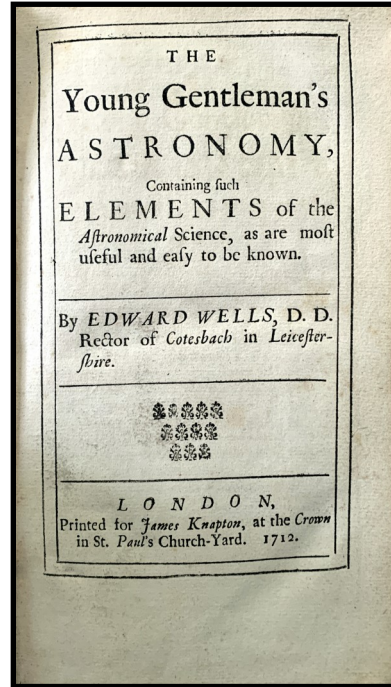 THE
Young Gentleman's
ASTRONOMY,
Containing ſuch
ELEMENTS of the
Aſtronomical Science, as are moſt
uſeful and eaſy to be known.
By EDWARD WELLS, D. D.
Rector of Cotesbach in Leiceſter-
ſhire.
LONDON,
Printed for James Knapton, at the Crown
in St. Paul's Church-Yard. 1712.